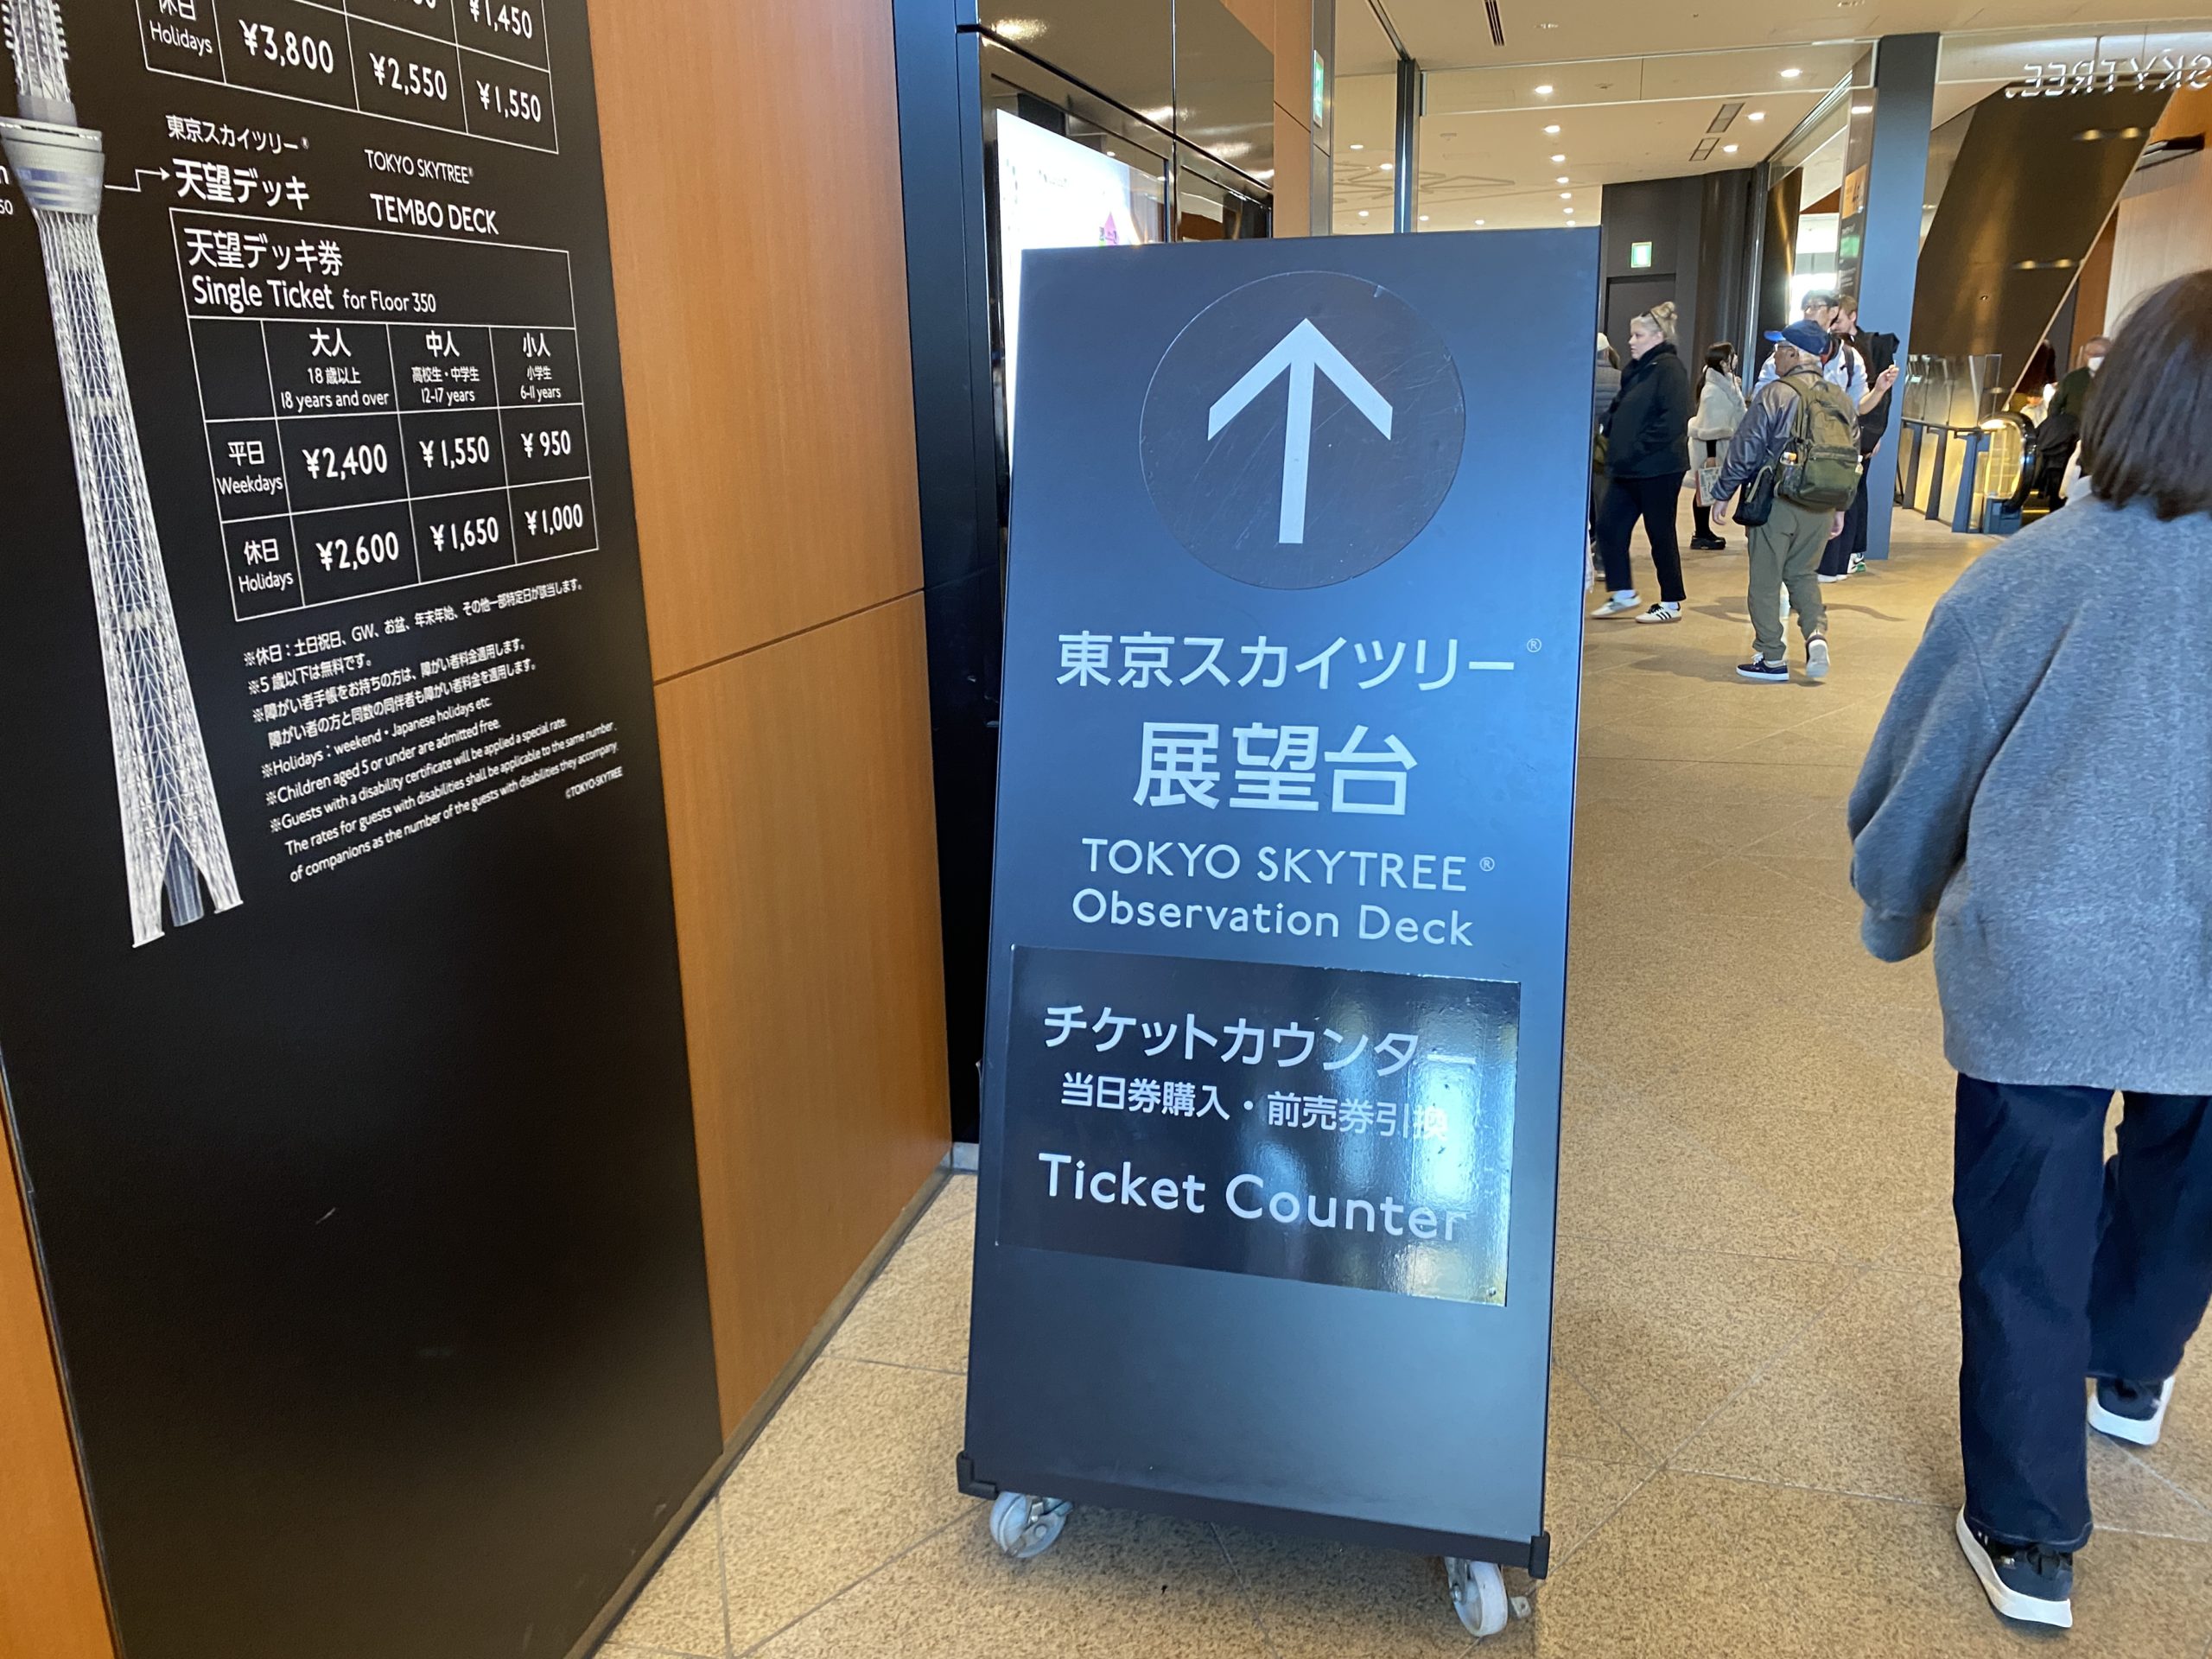 休日
Holidays
¥3,800
¥2,550
¥1,450
¥1,550
東京スカイツリー®
天望デッキ
TOKYO SKYTREE®
TEMBO DECK
天望デッキ券
Single Ticket for Floor 350
大人
18歳以上
18 years and over
中人
高校生・中学生
12-17 years
小人
小学生
6-11 years
平日
Weekdays
¥2,400
¥1,550
¥ 950
休日
Holidays
¥2,600
¥1,650
¥1,000
※休日：土日祝日、GW、お盆、年末年始、その他一部特定日が該当します。
※5歳以下は無料です。
※障がい者手帳をお持ちの方は、障がい者料金適用します。
障がい者の方と同数の同伴者も障がい者料金を適用します。
※Holidays：weekend・Japanese holidays etc.
※Children aged 5 or under are admitted free.
※Guests with a disability certificate will be applied a special rate.
The rates for guests with disabilities shall be applicable to the same number
of companions as the number of the guests with disabilities they accompany.
©TOKYO-SKYTREE
東京スカイツリー®
展望台
TOKYO SKYTREE®
Observation Deck
チケットカウンター
当日券購入・前売券引換
Ticket Counter
SKYTREE